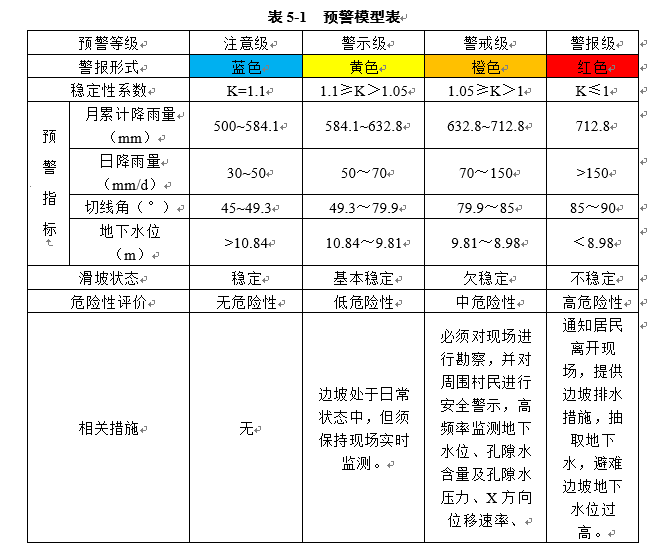 表 5-1 预警模型表
预警等级 注意级 警示级 警戒级 警报级
警报形式 蓝色 黄色 橙色 红色
稳定性系数 K=1.1 1.1≥K＞1.05 1.05≥K＞1 K≤1
预警指标
月累计降雨量
（mm）
500~584.1 584.1~632.8 632.8~712.8 712.8
日降雨量
（mm/d）
30~50 50～70 70～150 >150
切线角（°） 45~49.3 49.3~79.9 79.9～85 85～90
地下水位
（m）
>10.84 10.84～9.81 9.81～8.98 ＜8.98
滑坡状态 稳定 基本稳定 欠稳定 不稳定
危险性评价 无危险性 低危险性 中危险性 高危险性
相关措施
无
边坡处于日常
状态中，但须
保持现场实时
监测。
必须对现场进
行勘察，并对
周围村民进行
安全警示，高
频率监测地下
水位、孔隙水
含量及孔隙水
压力、X 方向
位移速率、
通知居民
离开现
场，提供
边坡排水
措施，抽
取地下
水，避难
边坡地下
水位过
高。